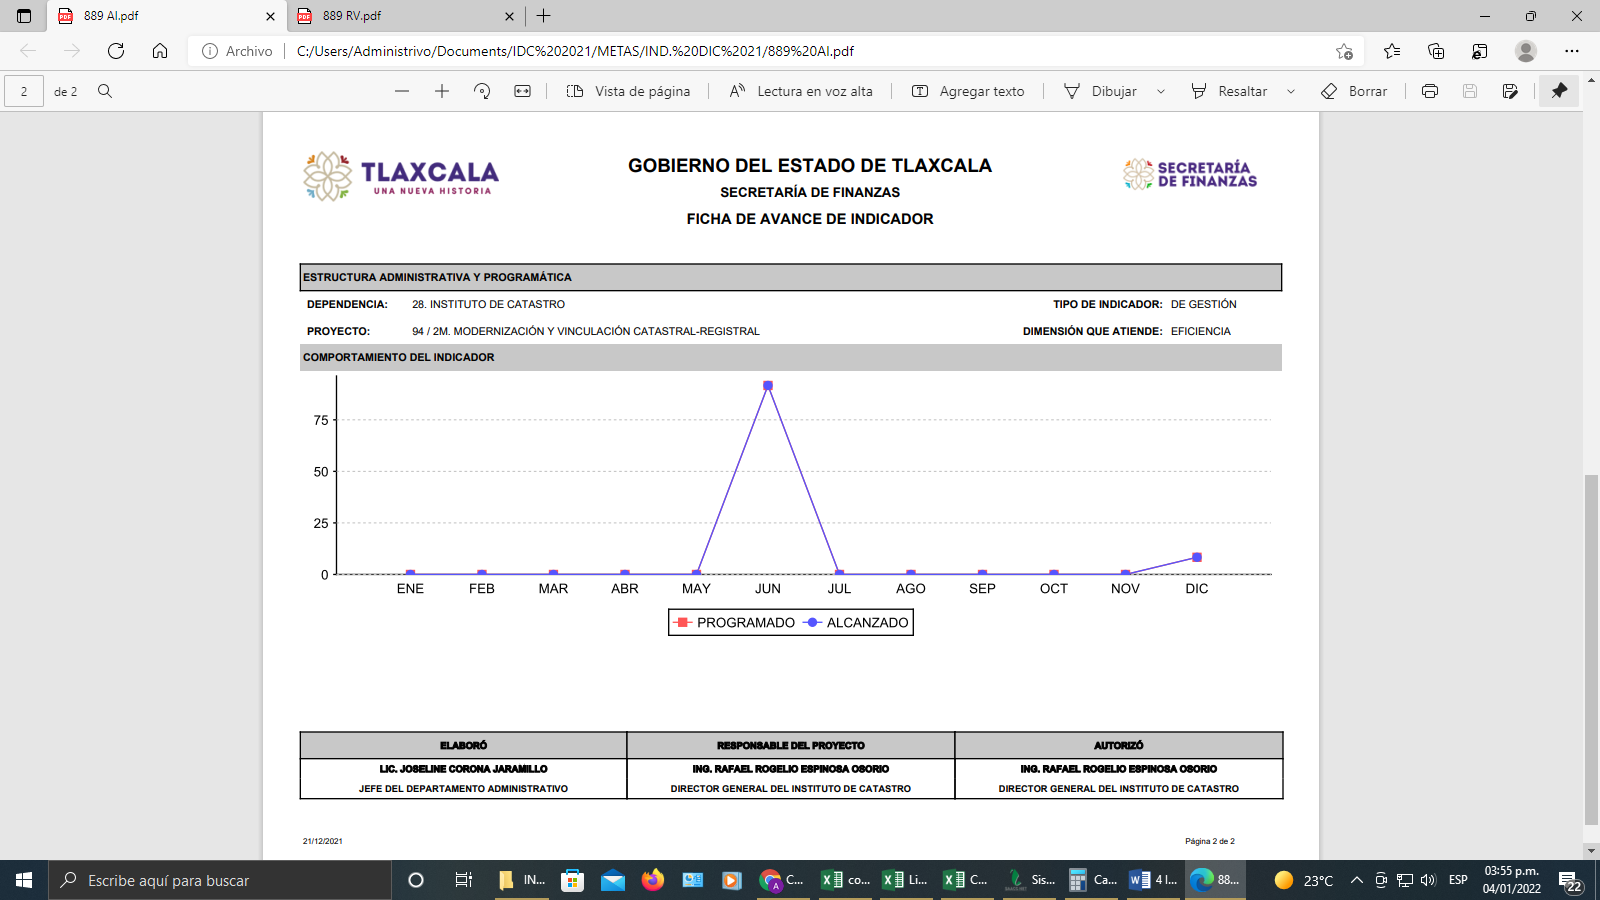 889 AI.pdf
889 RV.pdf
Archivo
C:/Users/Administrivo/Documents/IDC%202021/METAS/IND.%20DIC%2021/889%20AI.pdf
2 de 2
Vista de página
Lectura en voz alta
Agregar texto
Dibujar
Resaltar
Borrar
TLAXCALA
UNA NUEVA HISTORIA
GOBIERNO DEL ESTADO DE TLAXCALA
SECRETARÍA DE FINANZAS
FICHA DE AVANCE DE INDICADOR
SECRETARÍA
DE FINANZAS
ESTRUCTURA ADMINISTRATIVA Y PROGRAMÁTICA
DEPENDENCIA: 28. INSTITUTO DE CATASTRO TIPO DE INDICADOR: DE GESTIÓN
PROYECTO: 94 / 2M. MODERNIZACIÓN Y VINCULACIÓN CATASTRAL-REGISTRAL DIMENSIÓN QUE ATIENDE: EFICIENCIA
COMPORTAMIENTO DEL INDICADOR
75
50
25
0
ENE FEB MAR ABR MAY JUN JUL AGO SEP OCT NOV DIC
PROGRAMADO ALCANZADO
ELABORÓ RESPONSABLE DEL PROYECTO AUTORIZÓ
LIC. JOSELINE CORONA JARAMILLO ING. RAFAEL ROGELIO ESPINOSA OSORIO ING. RAFAEL ROGELIO ESPINOSA OSORIO
JEFE DEL DEPARTAMENTO ADMINISTRATIVO DIRECTOR GENERAL DEL INSTITUTO DE CATASTRO DIRECTOR GENERAL DEL INSTITUTO DE CATASTRO
21/12/2021 Página 2 de 2
Escribe aquí para buscar
IN...
C...
co...
Li...
C...
Sis...
Ca...
4 I...
88...
23°C
ESP
03:55 p.m.
04/01/2022
22